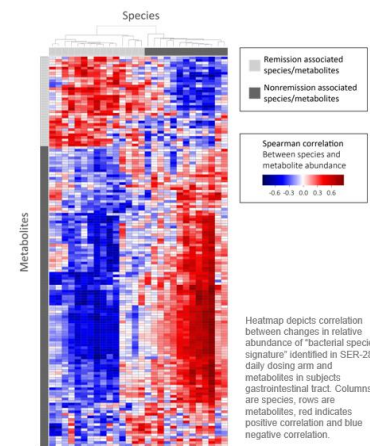 Species
Remission associated
species/metabolites
Nonremission associated
species/metabolites
Spearman correlation
Between species and
metabolite abundance
-0.6 -0.3 0.0 0.3 0.6
Metabolites
Heatmap depicts correlation
between changes in relative
abundance of "bacterial
signature" identified in
daily dosing arm and
metabolites in subjects
gastrointestinal tract. Columns
are species, rows are
metabolites, red indicates
positive correlation and blue
negative correlation.